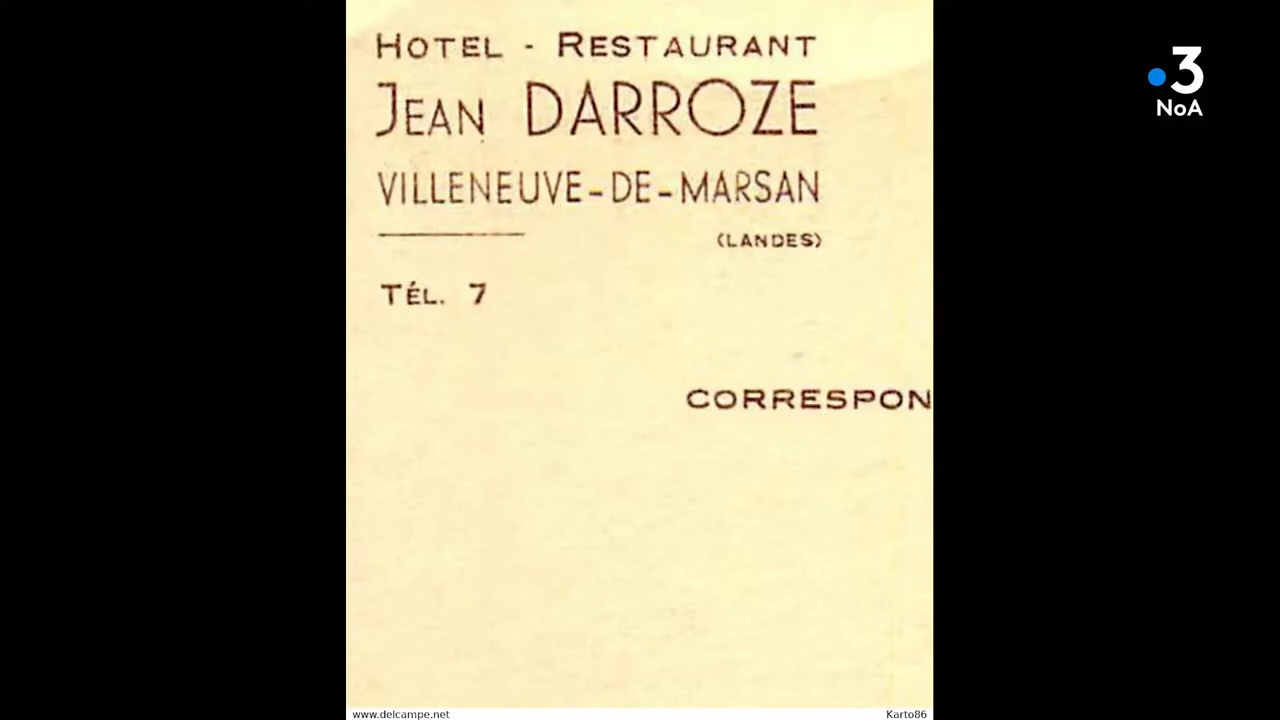 HOTEL - RESTAURANT
JEAN DARROZE
VILLENEUVE-DE-MARSAN
(LANDES)
TÉL. 7
CORRESPON
www.delcampe.net
Karto86
3
NoA